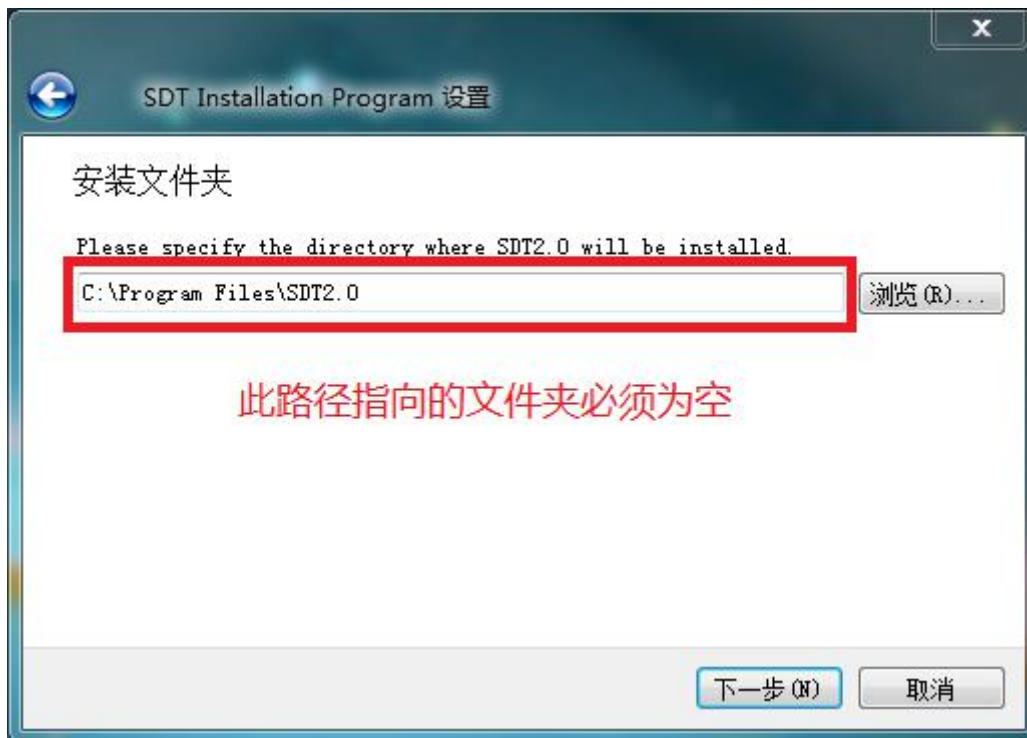 x
SDT Installation Program 设置
安装文件夹
Please specify the directory where SDT2.0 will be installed.
C:\Program Files\SDT2.0
浏览(R)...
此路径指向的文件夹必须为空
下一步(N)
取消